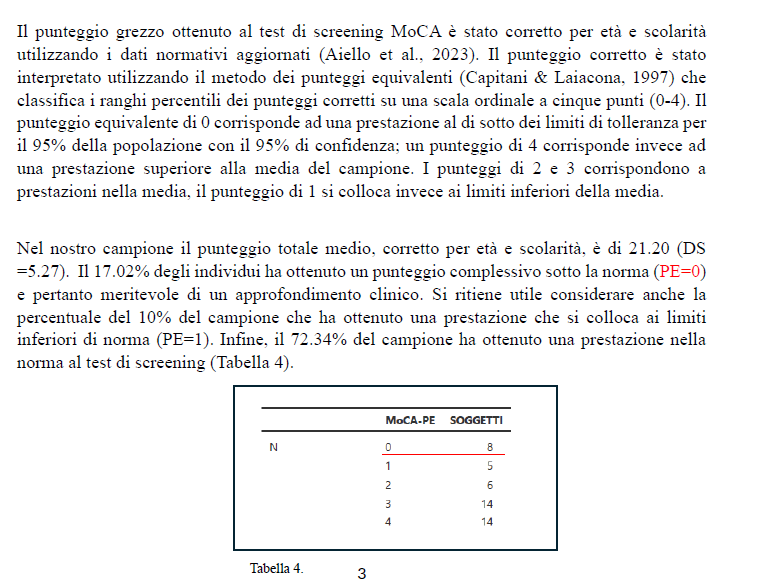 Il punteggio grezzo ottenuto al test di screening MoCA è stato corretto per età e scolarità
utilizzando i dati normativi aggiornati (Aiello et al., 2023). Il punteggio corretto è stato
interpretato utilizzando il metodo dei punteggi equivalenti (Capitani & Laiacona, 1997) che
classifica i ranghi percentili dei punteggi corretti su una scala ordinale a cinque punti (0-4). Il
punteggio equivalente di 0 corrisponde ad una prestazione al di sotto dei limiti di tolleranza per
il 95% della popolazione con il 95% di confidenza; un punteggio di 4 corrisponde invece ad
una prestazione superiore alla media del campione. I punteggi di 2 e 3 corrispondono a
prestazioni nella media, il punteggio di 1 si colloca invece ai limiti inferiori della media.
Nel nostro campione il punteggio totale medio, corretto per età e scolarità, è di 21.20 (DS
=5.27). Il 17.02% degli individui ha ottenuto un punteggio complessivo sotto la norma (PE=0)
e pertanto meritevole di un approfondimento clinico. Si ritiene utile considerare anche la
percentuale del 10% del campione che ha ottenuto una prestazione che si colloca ai limiti
inferiori di norma (PE=1). Infine, il 72.34% del campione ha ottenuto una prestazione nella
norma al test di screening (Tabella 4).
MoCA-PE SOGGETTI
N 0 8
1 5
2 6
3 14
4 14
Tabella 4.
3